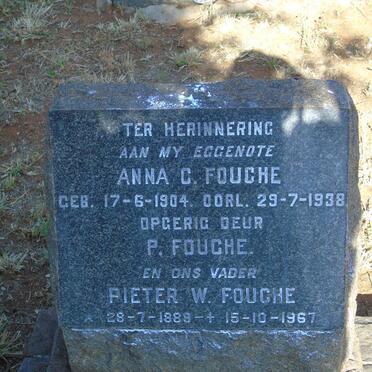 TER HERINNERING
AAN MY EGGENOTE
ANNA C. FOUCHE
GEB. 17-6-1904. OORL. 29-7-1938
OPGERIG DEUR
P. FOUCHE.
EN ONS VADER
PIETER W. FOUCHE
* 28-7-1889-+ 15-10-1967